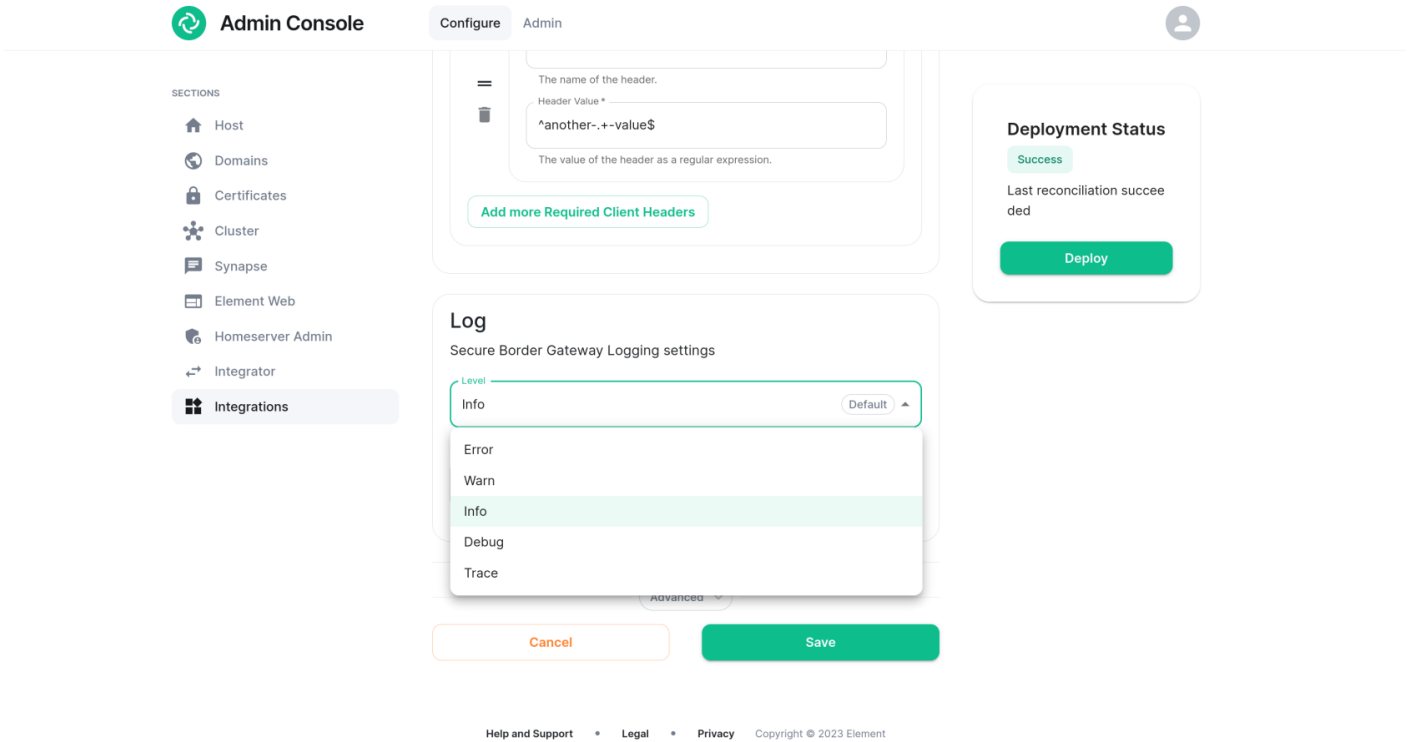 Admin Console
Configure
Admin
SECTIONS
Host
Domains
Certificates
Cluster
Synapse
Element Web
Homeserver Admin
Integrator
Integrations
The name of the header.
Header Value *
^another-.+-value$
The value of the header as a regular expression.
Add more Required Client Headers
Log
Secure Border Gateway Logging settings
Level
Info
Default
Error
Warn
Info
Debug
Trace
Advanced
Cancel
Save
Deployment Status
Success
Last reconciliation succee
ded
Deploy
Help and Support • Legal • Privacy Copyright © 2023 Element